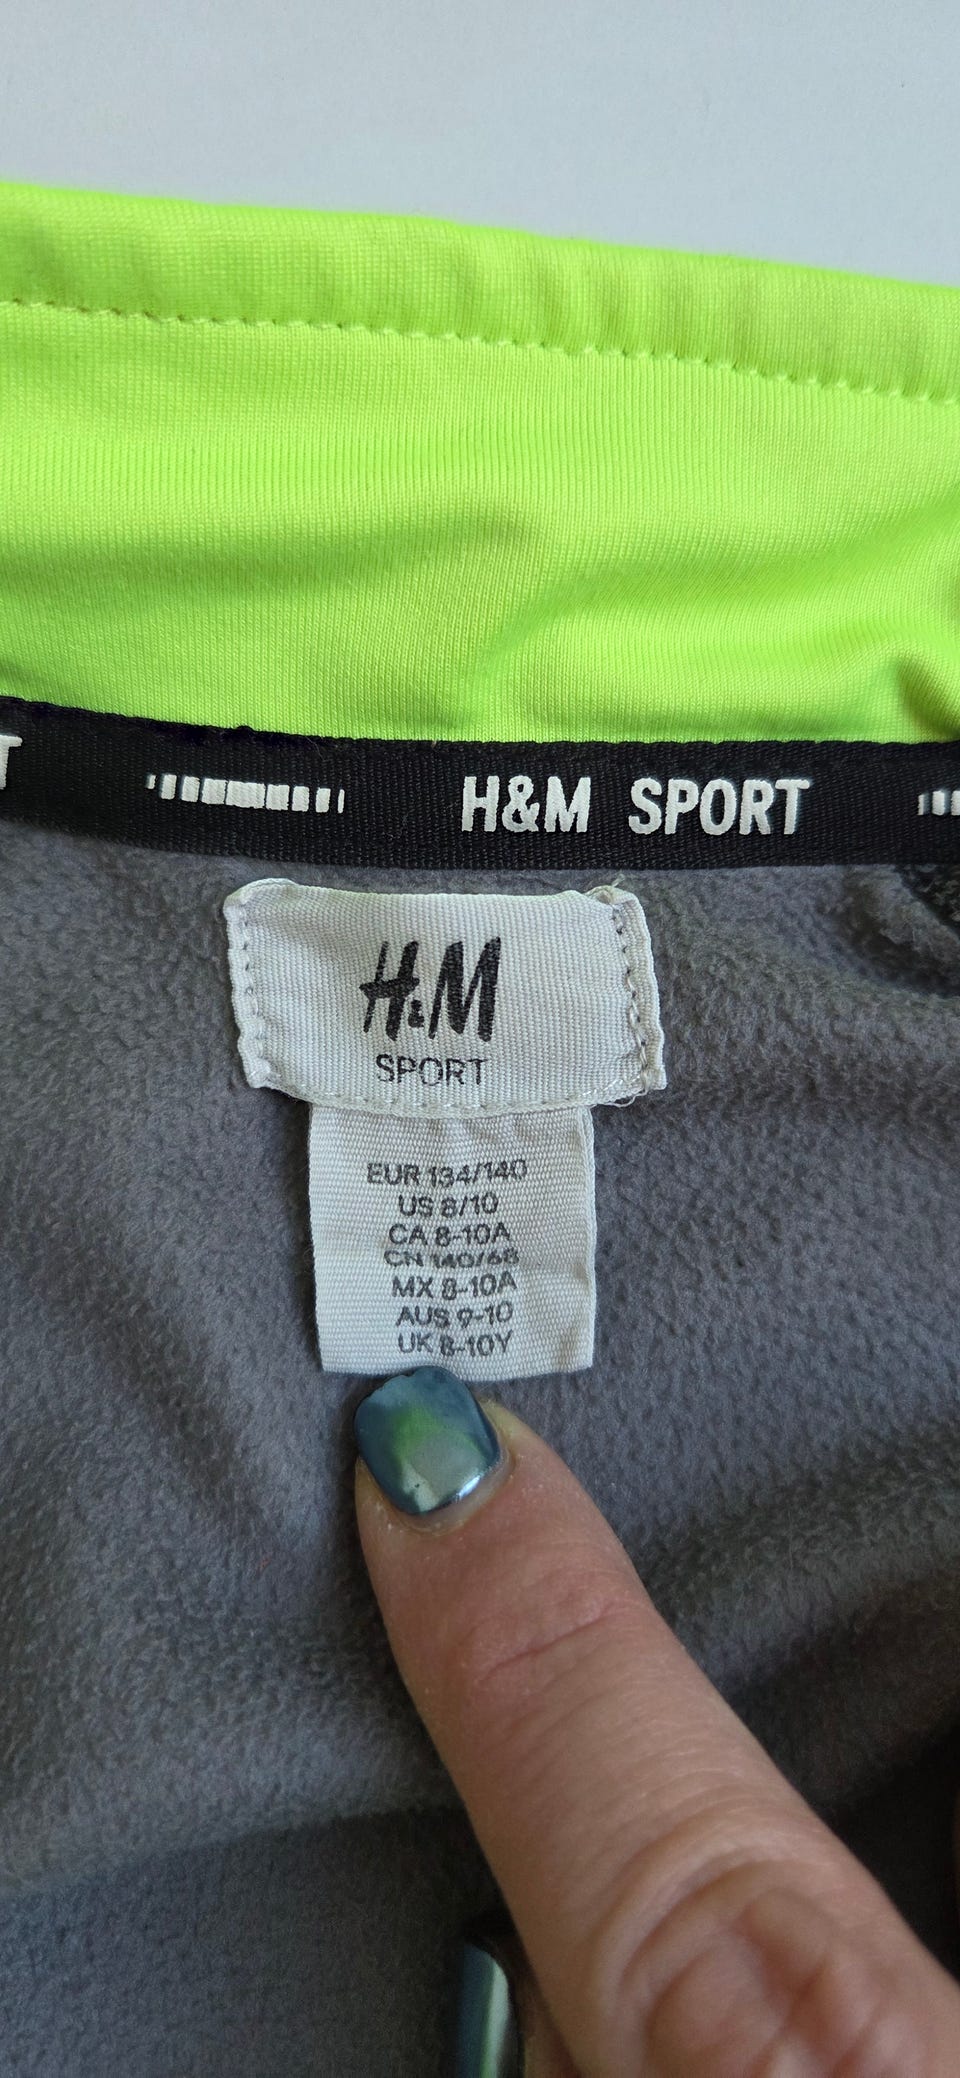 T H&M SPORT
H&M
SPORT
EUR 134/140
US 8/10
CA 8-10A
CN 140/68
MX 8-10A
AUS 9-10
UK 8-10Y